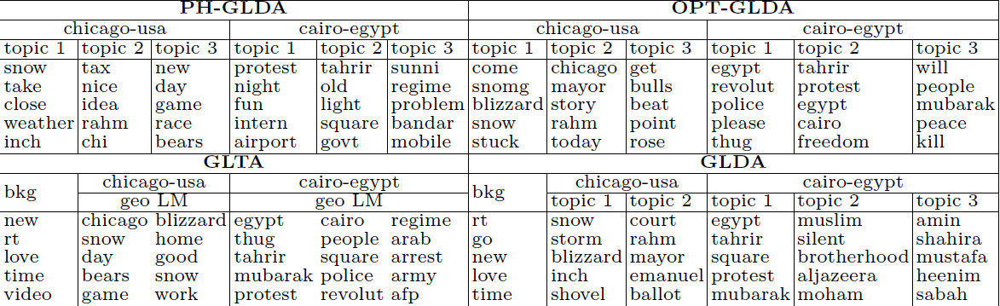 PH-GLDA OPT-GLDA
chicago-usa cairo-egypt chicago-usa cairo-egypt
topic 1 topic 2 topic 3 topic 1 topic 2 topic 3 topic 1 topic 2 topic 3 topic 1 topic 2 topic 3
snow tax new protest tahrir sunni come chicago get egypt tahrir will
take nice day night old regime snomg mayor bulls revolut protest people
close idea game fun light problem blizzard story beat police egypt mubarak
weather rahm race intern square bandar snow rahm point please cairo peace
inch chi bears airport govt mobile stuck today rose thug freedom kill
GLTA GLDA
bkg chicago-usa cairo-egypt bkg chicago-usa cairo-egypt
geo LM geo LM topic 1 topic 2 topic 1 topic 2 topic 3
new chicago blizzard egypt cairo regime rt snow court egypt muslim amin
rt snow home thug people arab go storm rahm tahrir silent shahira
love day good tahrir square arrest new blizzard mayor square brotherhood mustafa
time bears snow mubarak police army love inch emanuel protest aljazeera heenim
video game work protest revolut afp time shovel ballot mubarak moham sabah